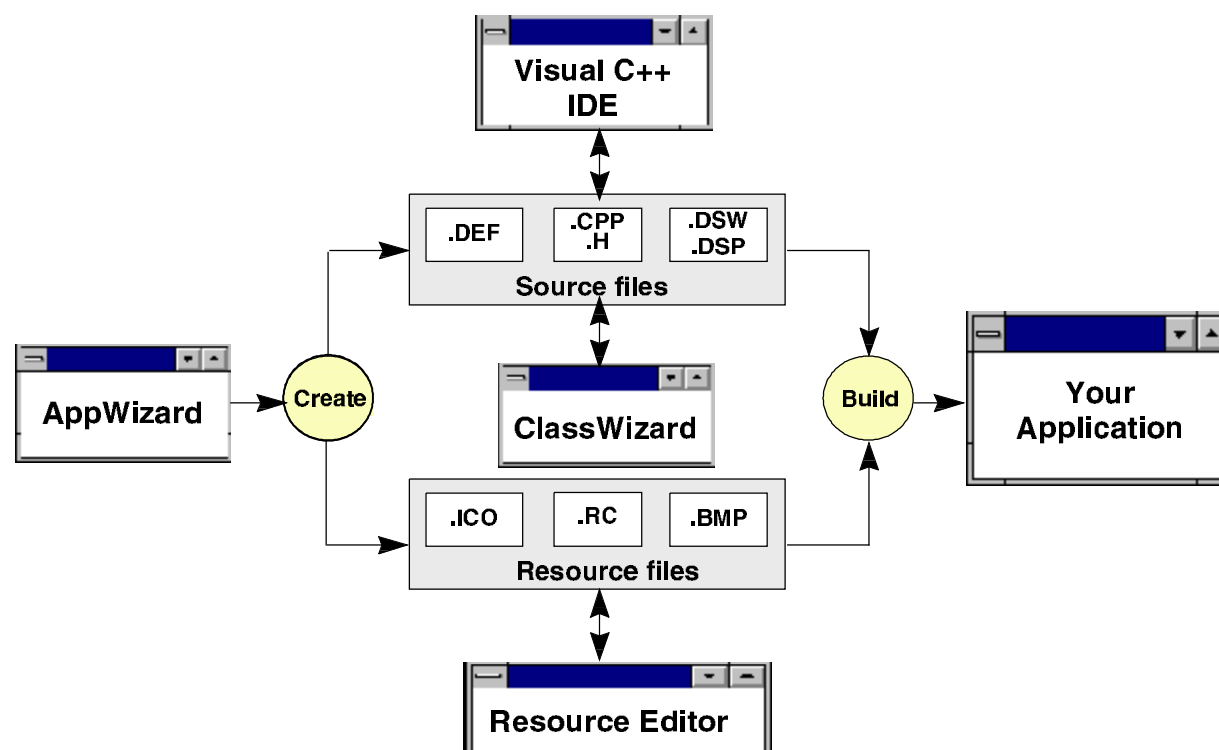 Visual C++
IDE
.DEF
.CPP
.H
.DSW
.DSP
Source files
AppWizard
Create
ClassWizard
Build
Your
Application
.ICO
.RC
.BMP
Resource files
Resource Editor